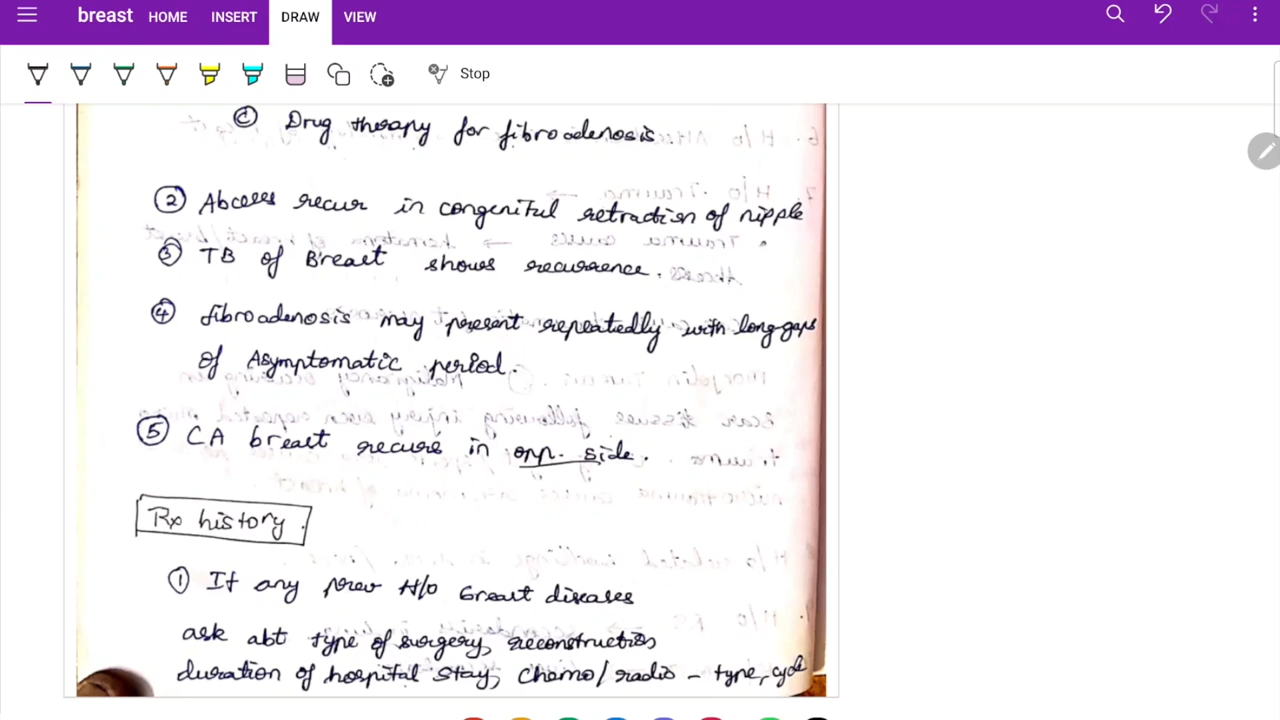 breast HOME INSERT DRAW VIEW
Stop
C Drug therapy for fibroadenosis
② Abcess recur in congenital retraction of nipple
③ TB of Breast shows recurrence.
④ fibroadenosis may present repeatedly with long gaps
of Asymptomatic period.
⑤ CA breast recurs in opp. side.
Rx history.
① If any prev H/o breast diseases
ask abt type of surgery, reconstruction
duration of hospital stay, Chemo/radio - type, cycle